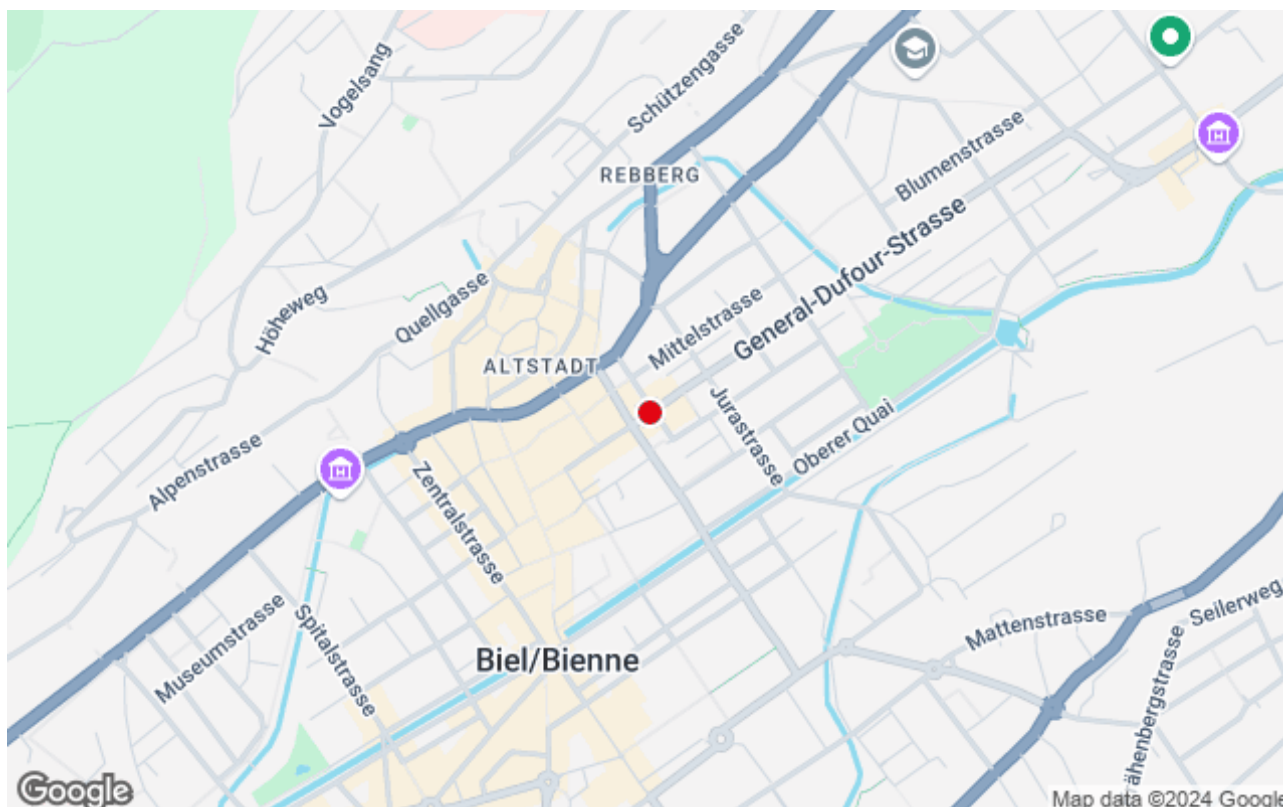 Vogelsang
Schützengasse
REBBERG
Blumenstrasse
Höheweg
Quellgasse
General-Dufour-Strasse
Mittelstrasse
ALTSTADT
Jurastrasse
Alpenstrasse
Oberer Quai
Zentralstrasse
Museumstrasse
Spitalstrasse
Mattenstrasse
Seilerweg
ähenbergstrasse
Biel/Bienne
Google
Map data ©2024 Google